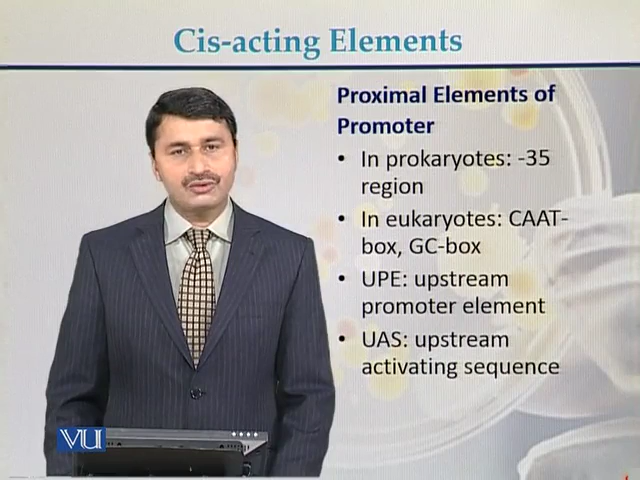 Cis-acting Elements
Proximal Elements of
Promoter
• In prokaryotes: -35
region
• In eukaryotes: CAAT-
box, GC-box
• UPE: upstream
promoter element
• UAS: upstream
activating sequence
VU